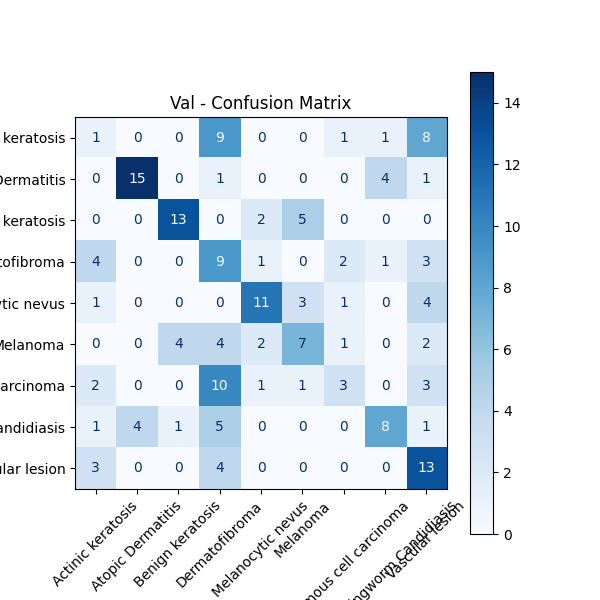 Val - Confusion Matrix
keratosis 1 0 0 9 0 0 1 1 8
Dermatitis 0 15 0 1 0 0 0 4 1
keratosis 0 0 13 0 2 5 0 0 0
tofibroma 4 0 0 9 1 0 2 1 3
ytic nevus 1 0 0 0 11 3 1 0 4
Melanoma 0 0 4 4 2 7 1 0 2
arcinoma 2 0 0 10 1 1 3 0 3
andidiasis 1 4 1 5 0 0 0 8 1
ular lesion 3 0 0 4 0 0 0 0 13
Actinic keratosis
Atopic Dermatitis
Benign keratosis
Dermatofibroma
Melanocytic nevus
Melanoma
mous cell carcinoma
ngworm Candidiasis
Vascular lesion
14
12
10
8
6
4
2
0